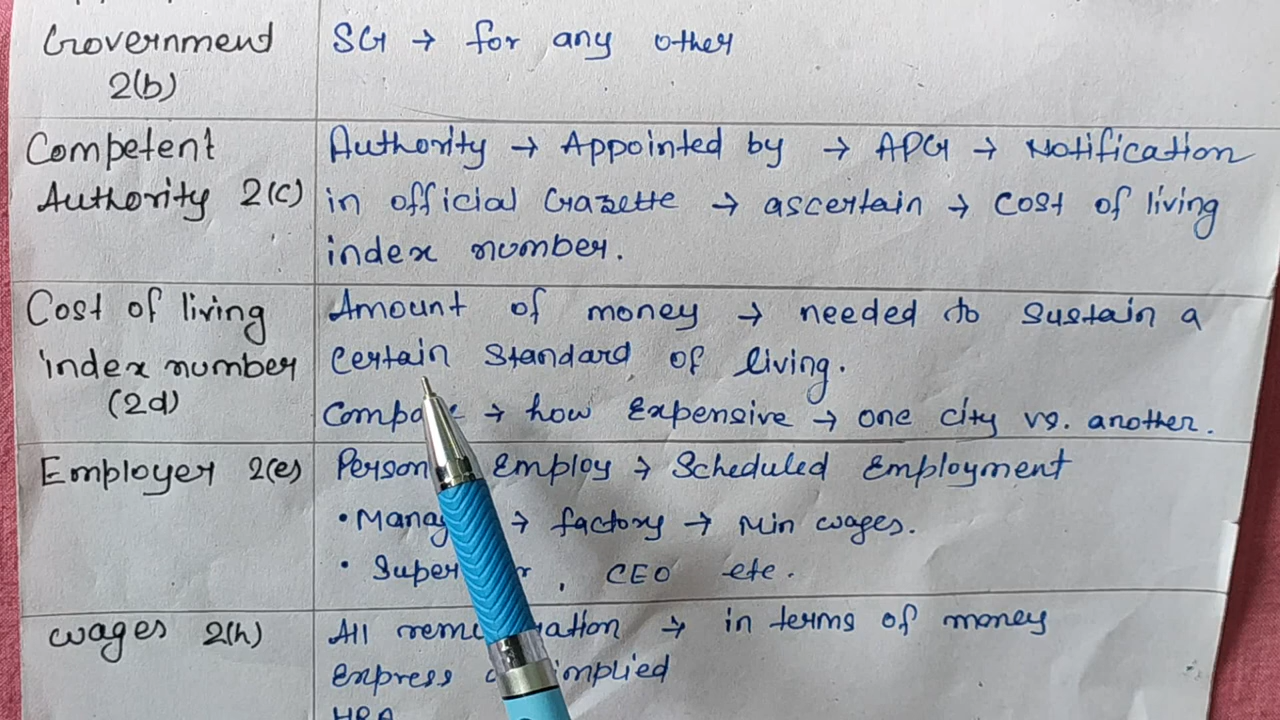 Government
2(b)
SG → for any other
Competent
Authority 2(c)
Authority → Appointed by → APG → Notification
in official Gazette → ascertain → cost of living
index number.
Cost of living
index number
(2d)
Amount of money → needed to sustain a
certain standard of living.
→ how Expensive → one city vs. another.
Employer 2(e)
Person Employ → Scheduled Employment
• → factory → Min wages.
• , CEO etc.
wages 2(h)
All → in terms of money
Express implied
HRA